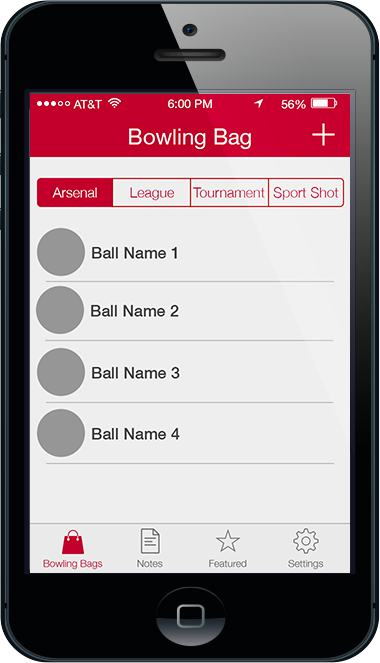 AT&T 6:00 PM 56%
Bowling Bag
Arsenal League Tournament Sport Shot
Ball Name 1
Ball Name 2
Ball Name 3
Ball Name 4
Bowling Bags Notes Featured Settings